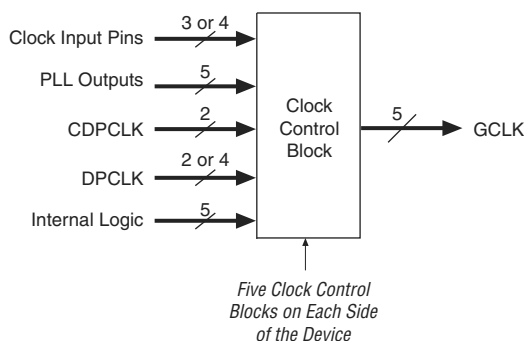 3 or 4
Clock Input Pins
5
PLL Outputs
2
CDPCLK
2 or 4
DPCLK
5
Internal Logic
Clock
Control
Block
5
GCLK
Five Clock Control
Blocks on Each Side
of the Device